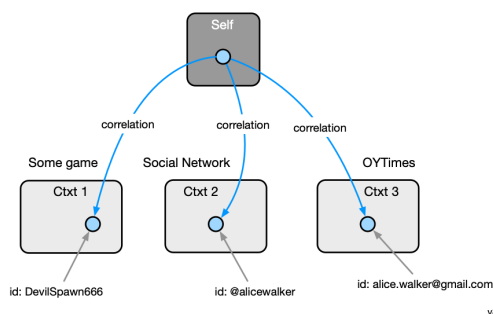 Self
correlation
correlation
correlation
Some game
Social Network
OYTimes
Ctxt 1
Ctxt 2
Ctxt 3
id: DevilSpawn666
id: @alicewalker
id: alice.walker@gmail.com